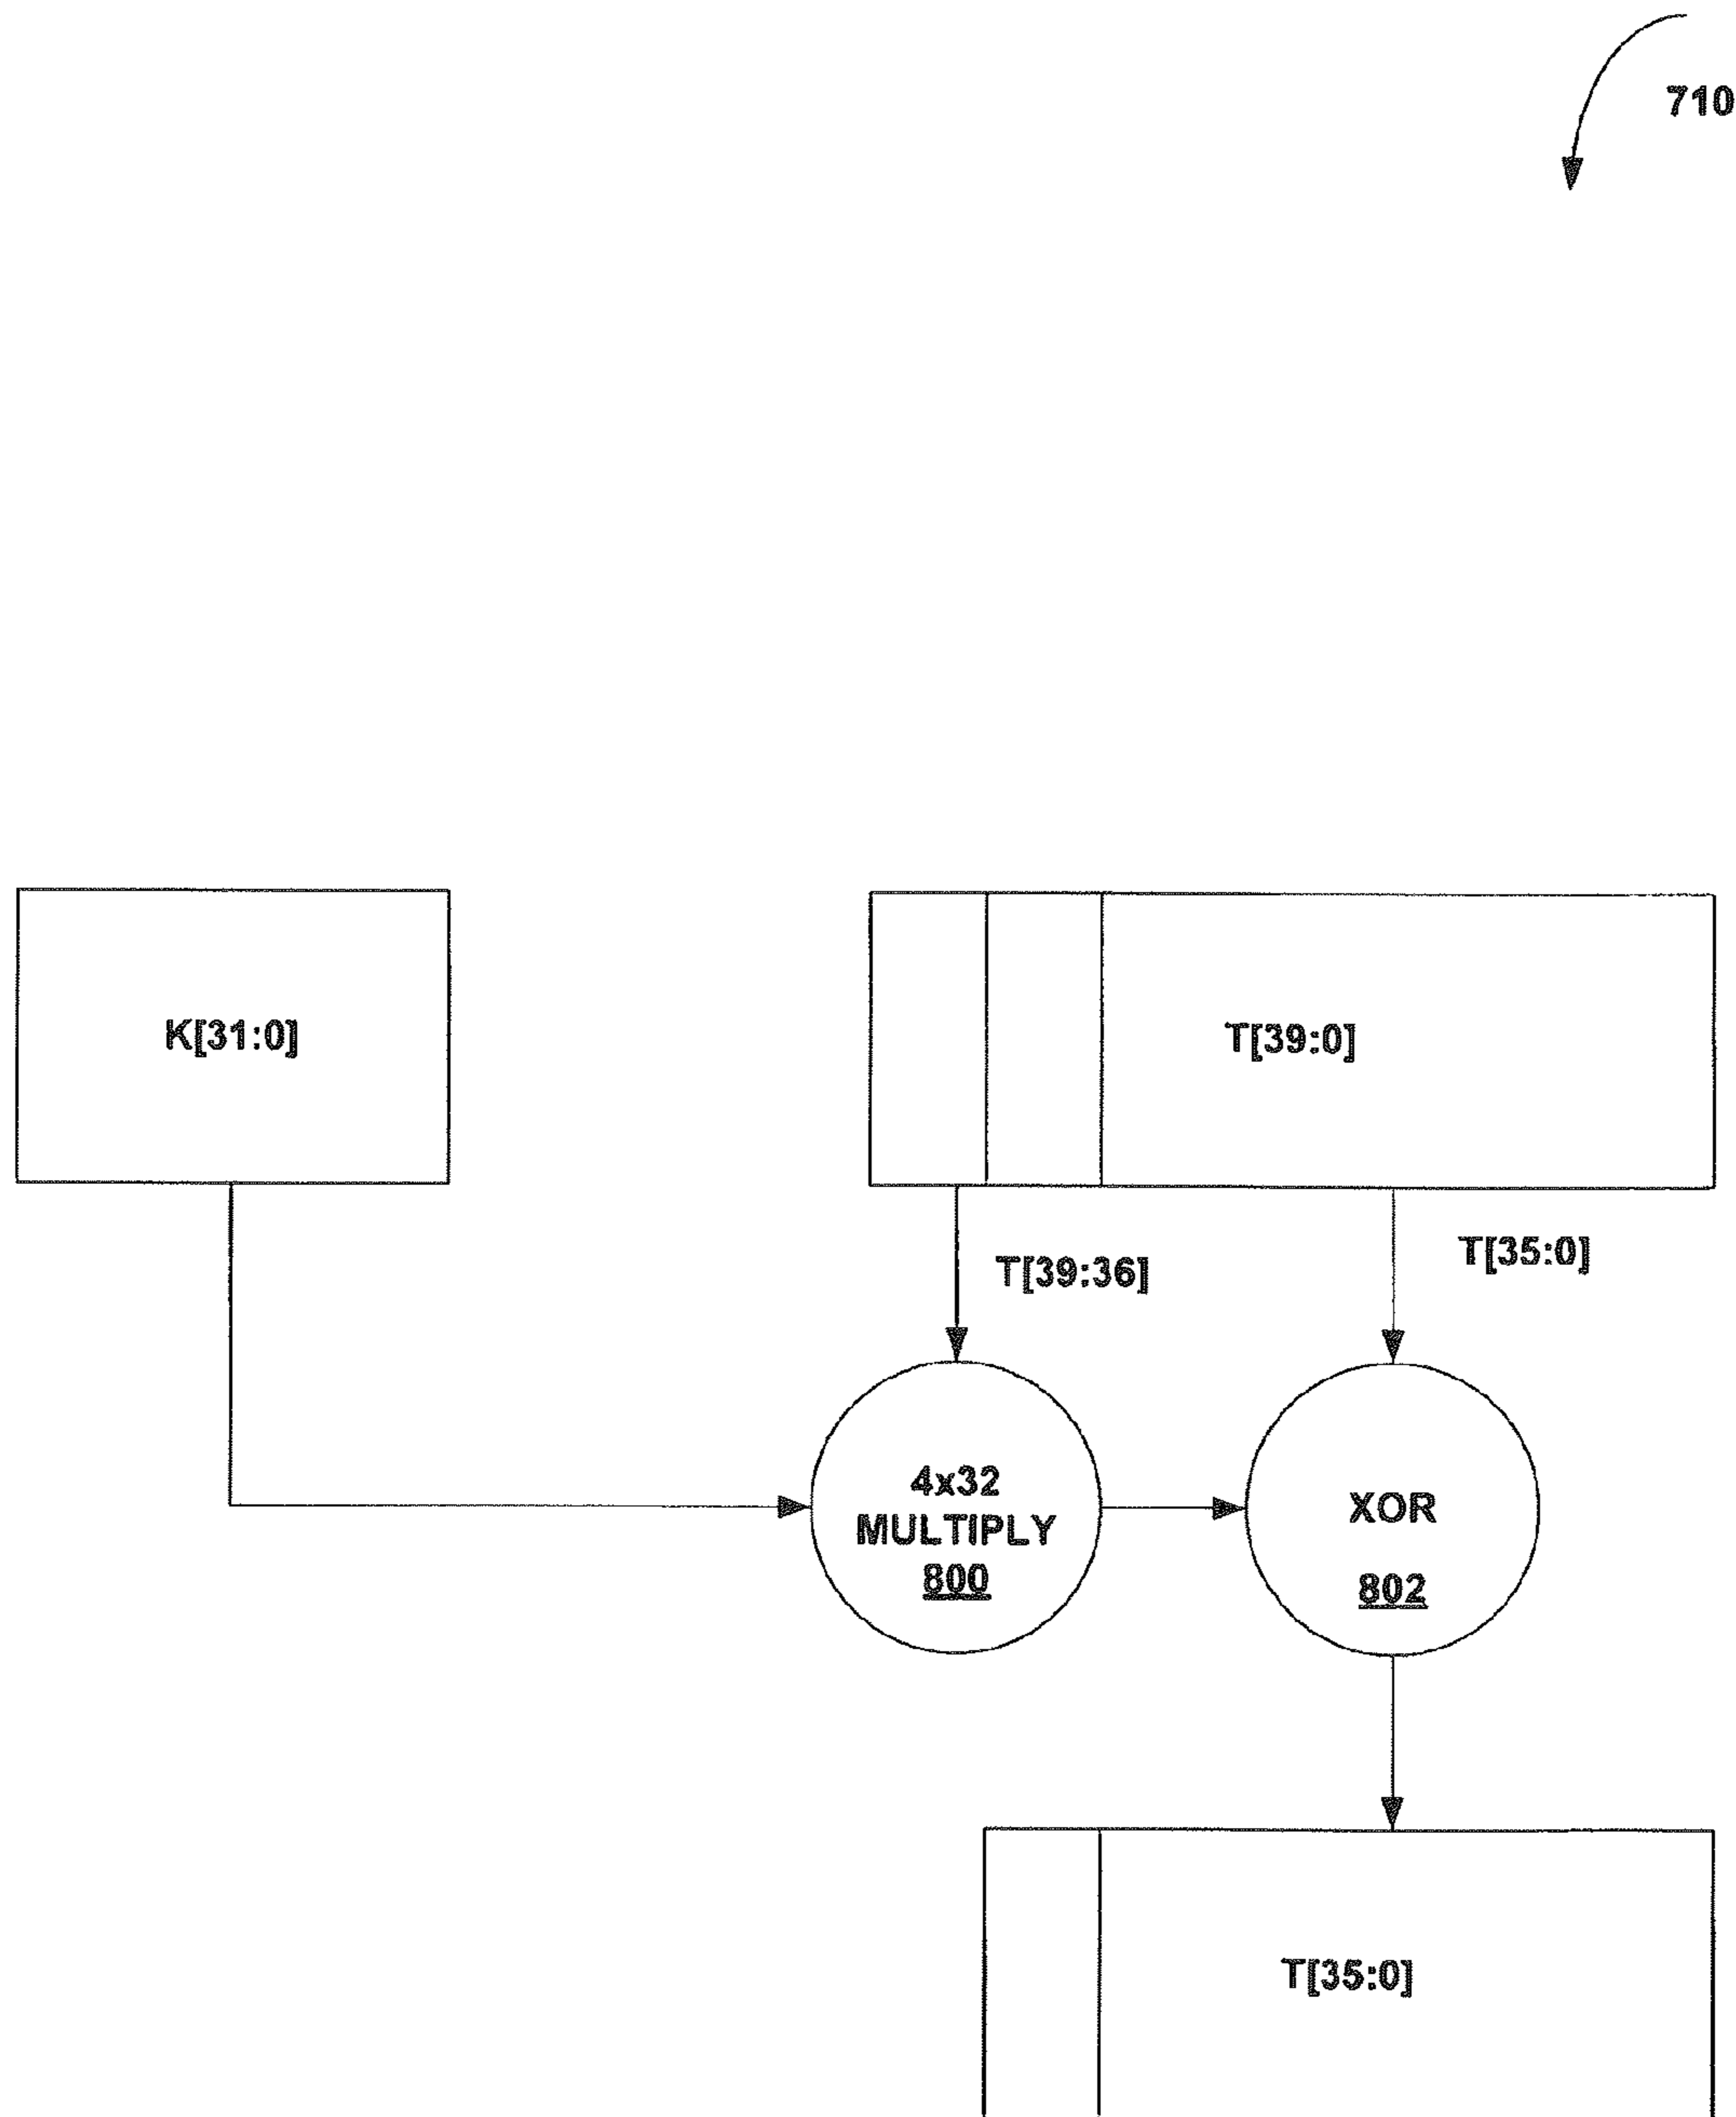 710
K[31:0]
T[39:0]
T[39:36]
T[35:0]
4x32
MULTIPLY
800
XOR
802
T[35:0]